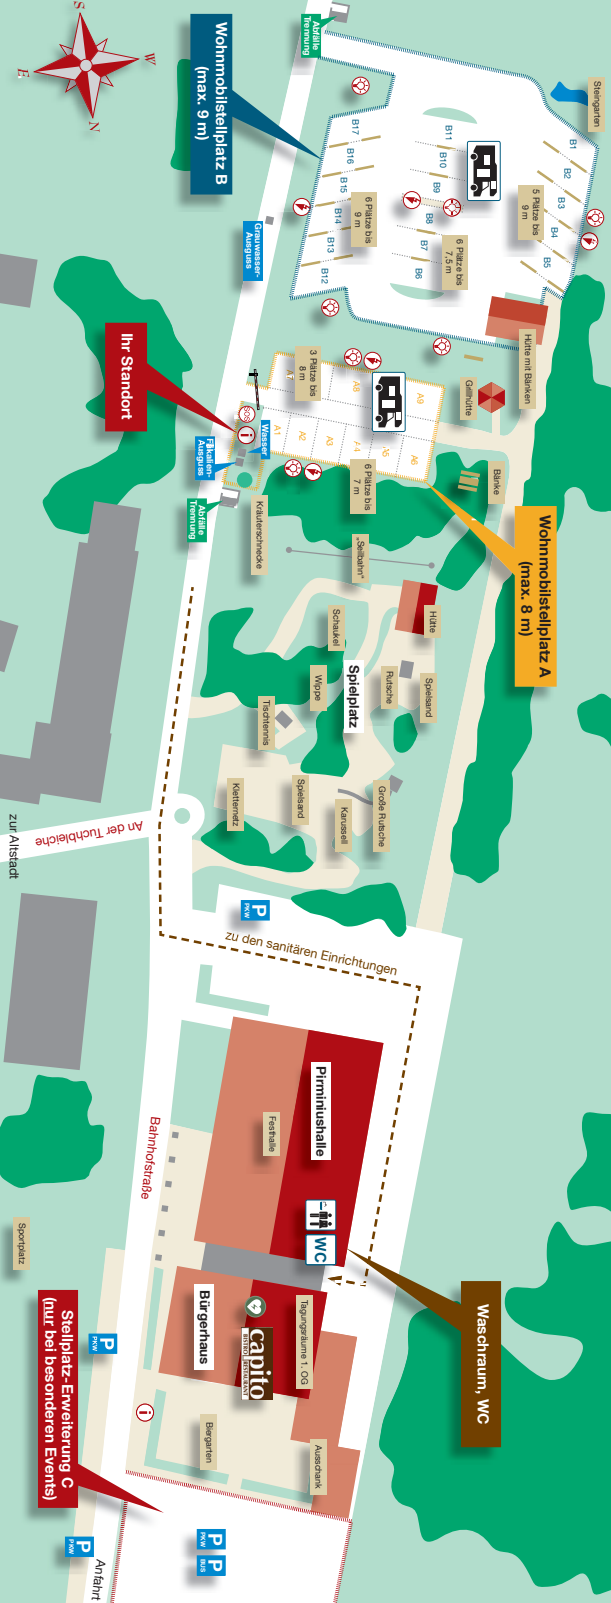 S
W
E
N
Abfälle
Trennung
Wohnmobilstellplatz B
(max. 9 m)
Steingarten
B1
B2
B3
B4
B5
5 Plätze bis
9 m
B11
B10
B9
B8
B7
B6
6 Plätze bis
7,5 m
B17
B16
B15
B14
B13
B12
6 Plätze bis
9 m
Grauwasser-
Ausguss
Hütte mit Bänken
Grillhütte
Ihr Standort
3 Plätze bis
8 m
A7
A8
A9
A1
A2
A3
A4
A5
A6
6 Plätze bis
7 m
SOS
i
Wasser
Fäkalien-
Ausguss
Abfälle
Trennung
Kräuterschnecke
Bänke
Wohnmobilstellplatz A
(max. 8 m)
„Seilbahn“
Hütte
Schaukel
Spielplatz
Rutsche
Spielsand
Wippe
Tischtennis
Kletternetz
Spielsand
Karussell
Große Rutsche
An der Tuchbleiche
zur Altstadt
P
PKW
zu den sanitären Einrichtungen
Pirminiushalle
Festhalle
WC
Waschraum, WC
Bahnhofstraße
Sportplatz
Tagungsräume 1. OG
capito
BISTRO RESTAURANT
Bürgerhaus
Biergarten
Ausschank
P
PKW
i
Stellplatz-Erweiterung C
(nur bei besonderen Events)
P
PKW
P
BUS
P
PKW
Anfahrt